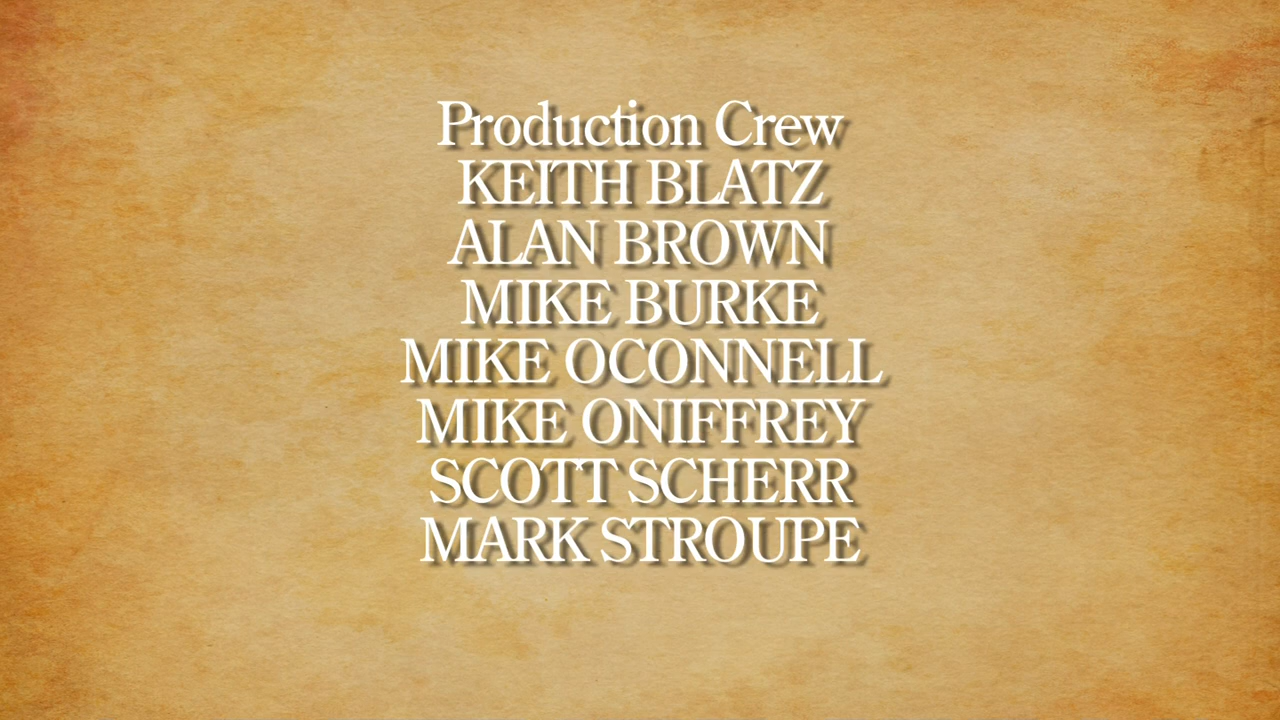 Production Crew
KEITH BLATZ
ALAN BROWN
MIKE BURKE
MIKE OCONNELL
MIKE ONIFFREY
SCOTT SCHERR
MARK STROUPE